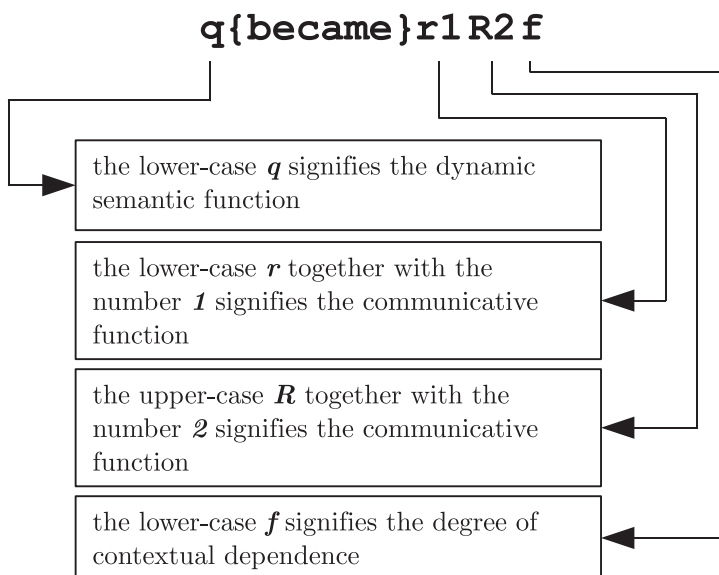 q{became}r1R2f
the lower-case q signifies the dynamic
semantic function
the lower-case r together with the
number 1 signifies the communicative
function
the upper-case R together with the
number 2 signifies the communicative
function
the lower-case f signifies the degree of
contextual dependence